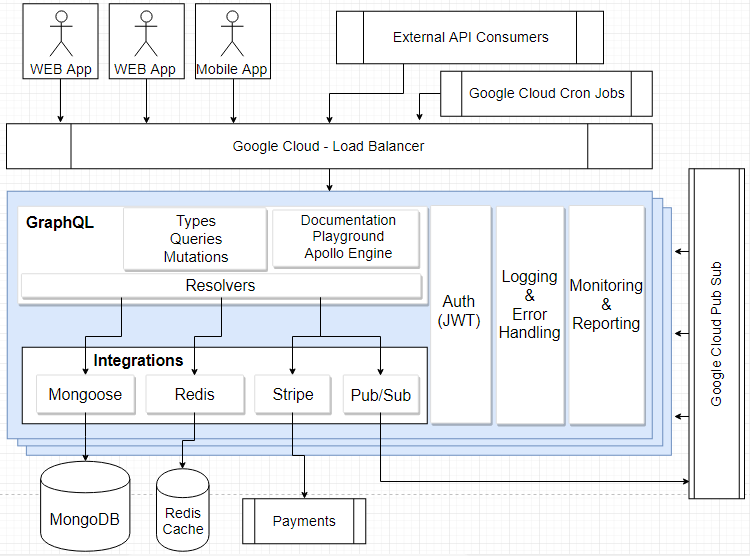 WEB App
WEB App
Mobile App
External API Consumers
Google Cloud Cron Jobs
Google Cloud - Load Balancer
GraphQL
Types
Queries
Mutations
Documentation
Playground
Apollo Engine
Resolvers
Auth
(JWT)
Logging
&
Error
Handling
Monitoring
&
Reporting
Google Cloud Pub Sub
Integrations
Mongoose
Redis
Stripe
Pub/Sub
MongoDB
Redis
Cache
Payments